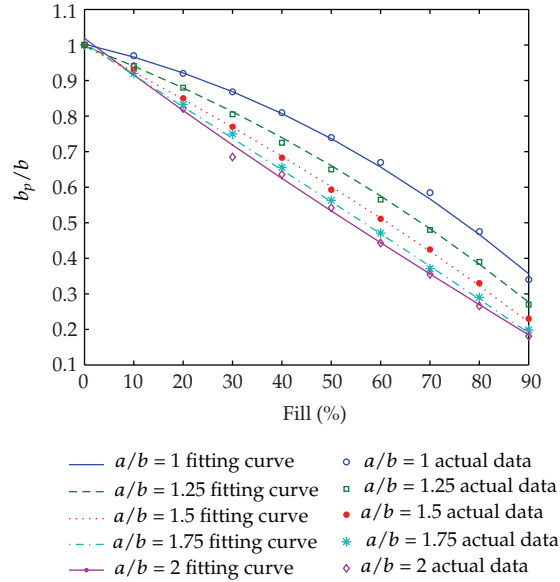 1.1
1
0.9
0.8
0.7
0.6
0.5
0.4
0.3
0.2
0.1
b_p/b
0 10 20 30 40 50 60 70 80 90
Fill (%)
a/b = 1 fitting curve
a/b = 1.25 fitting curve
a/b = 1.5 fitting curve
a/b = 1.75 fitting curve
a/b = 2 fitting curve
a/b = 1 actual data
a/b = 1.25 actual data
a/b = 1.5 actual data
a/b = 1.75 actual data
a/b = 2 actual data